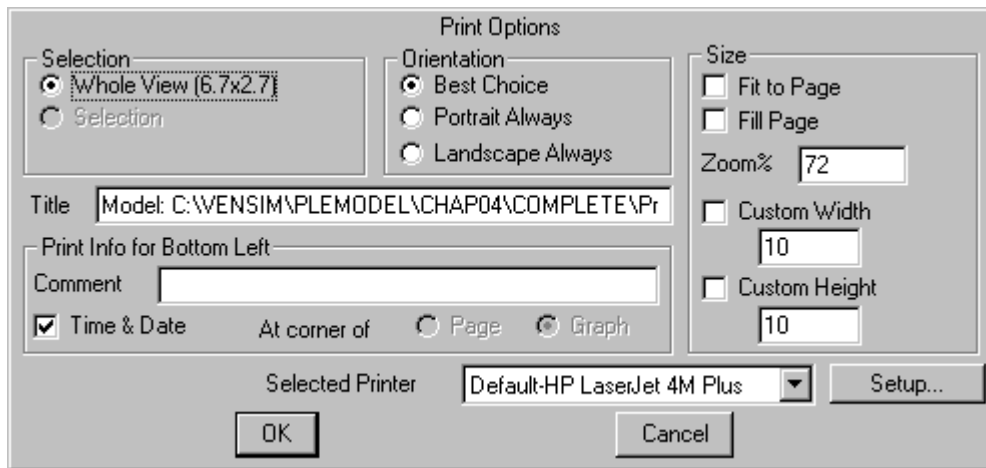 Print Options
Selection
Whole View (6.7x2.7)
Selection
Orientation
Best Choice
Portrait Always
Landscape Always
Size
Fit to Page
Fill Page
Zoom% 72
Custom Width
10
Custom Height
10
Title Model: C:\VENSIM\PLEMODEL\CHAP04\COMPLETE\Pr
Print Info for Bottom Left
Comment
Time & Date At corner of Page Graph
Selected Printer Default-HP LaserJet 4M Plus Setup...
OK Cancel